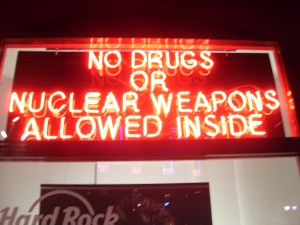 NO DRUGS
OR
NUCLEAR WEAPONS
ALLOWED INSIDE
Hard Rock